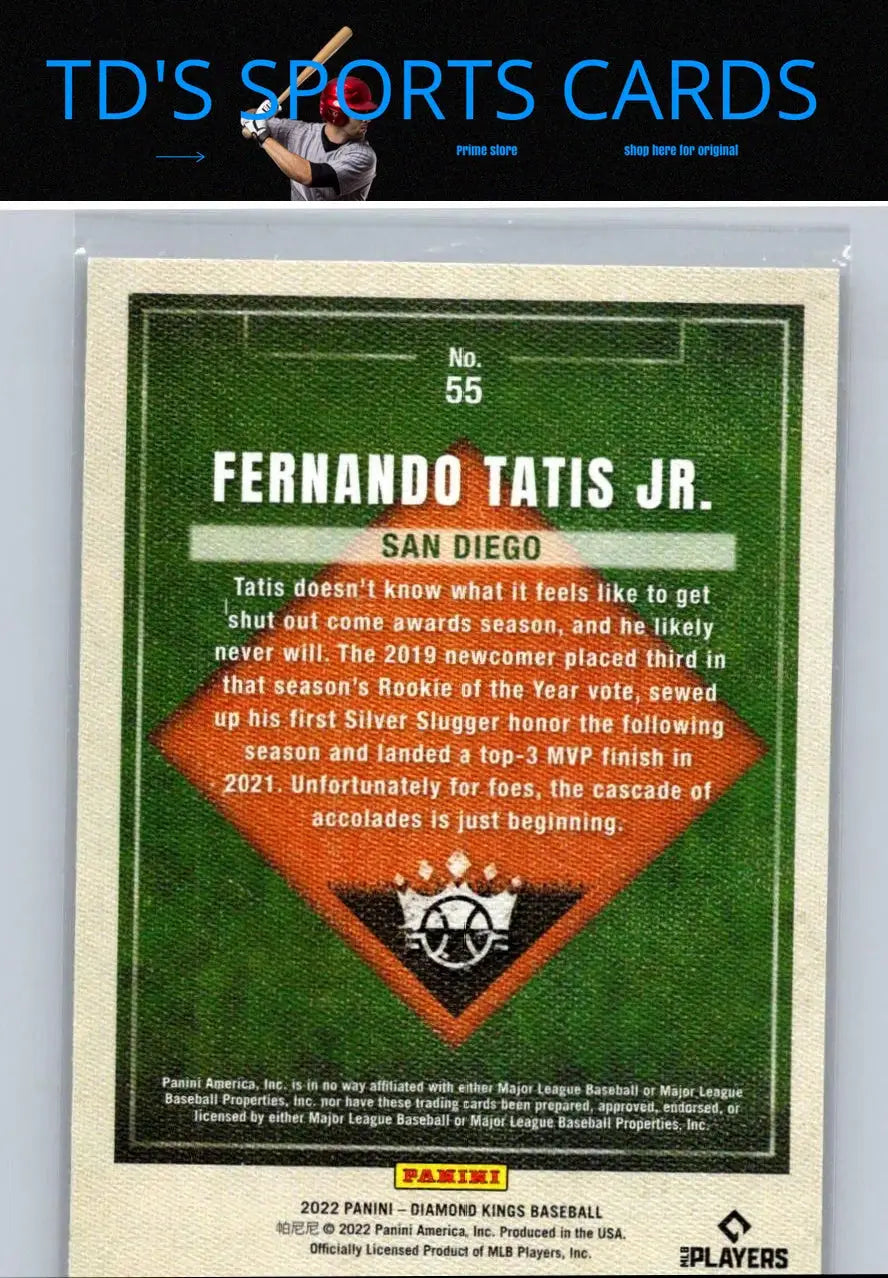 TD'S SPORTS CARDS
Prime store
shop here for original
No.
55
FERNANDO TATIS JR.
SAN DIEGO
Tatis doesn't know what it feels like to get
shut out come awards season, and he likely
never will. The 2019 newcomer placed third in
that season's Rookie of the Year vote, sewed
up his first Silver Slugger honor the following
season and landed a top-3 MVP finish in
2021. Unfortunately for foes, the cascade of
accolades is just beginning.
Panini America, Inc. is in no way affiliated with either Major League Baseball or Major League
Baseball Properties, Inc. nor have these trading cards been prepared, approved, endorsed, or
licensed by either Major League Baseball or Major League Baseball Properties, Inc.
PANINI
2022 PANINI – DIAMOND KINGS BASEBALL
帕尼尼 © 2022 Panini America, Inc. Produced in the USA.
Officially Licensed Product of MLB Players, Inc.
MLB PLAYERS